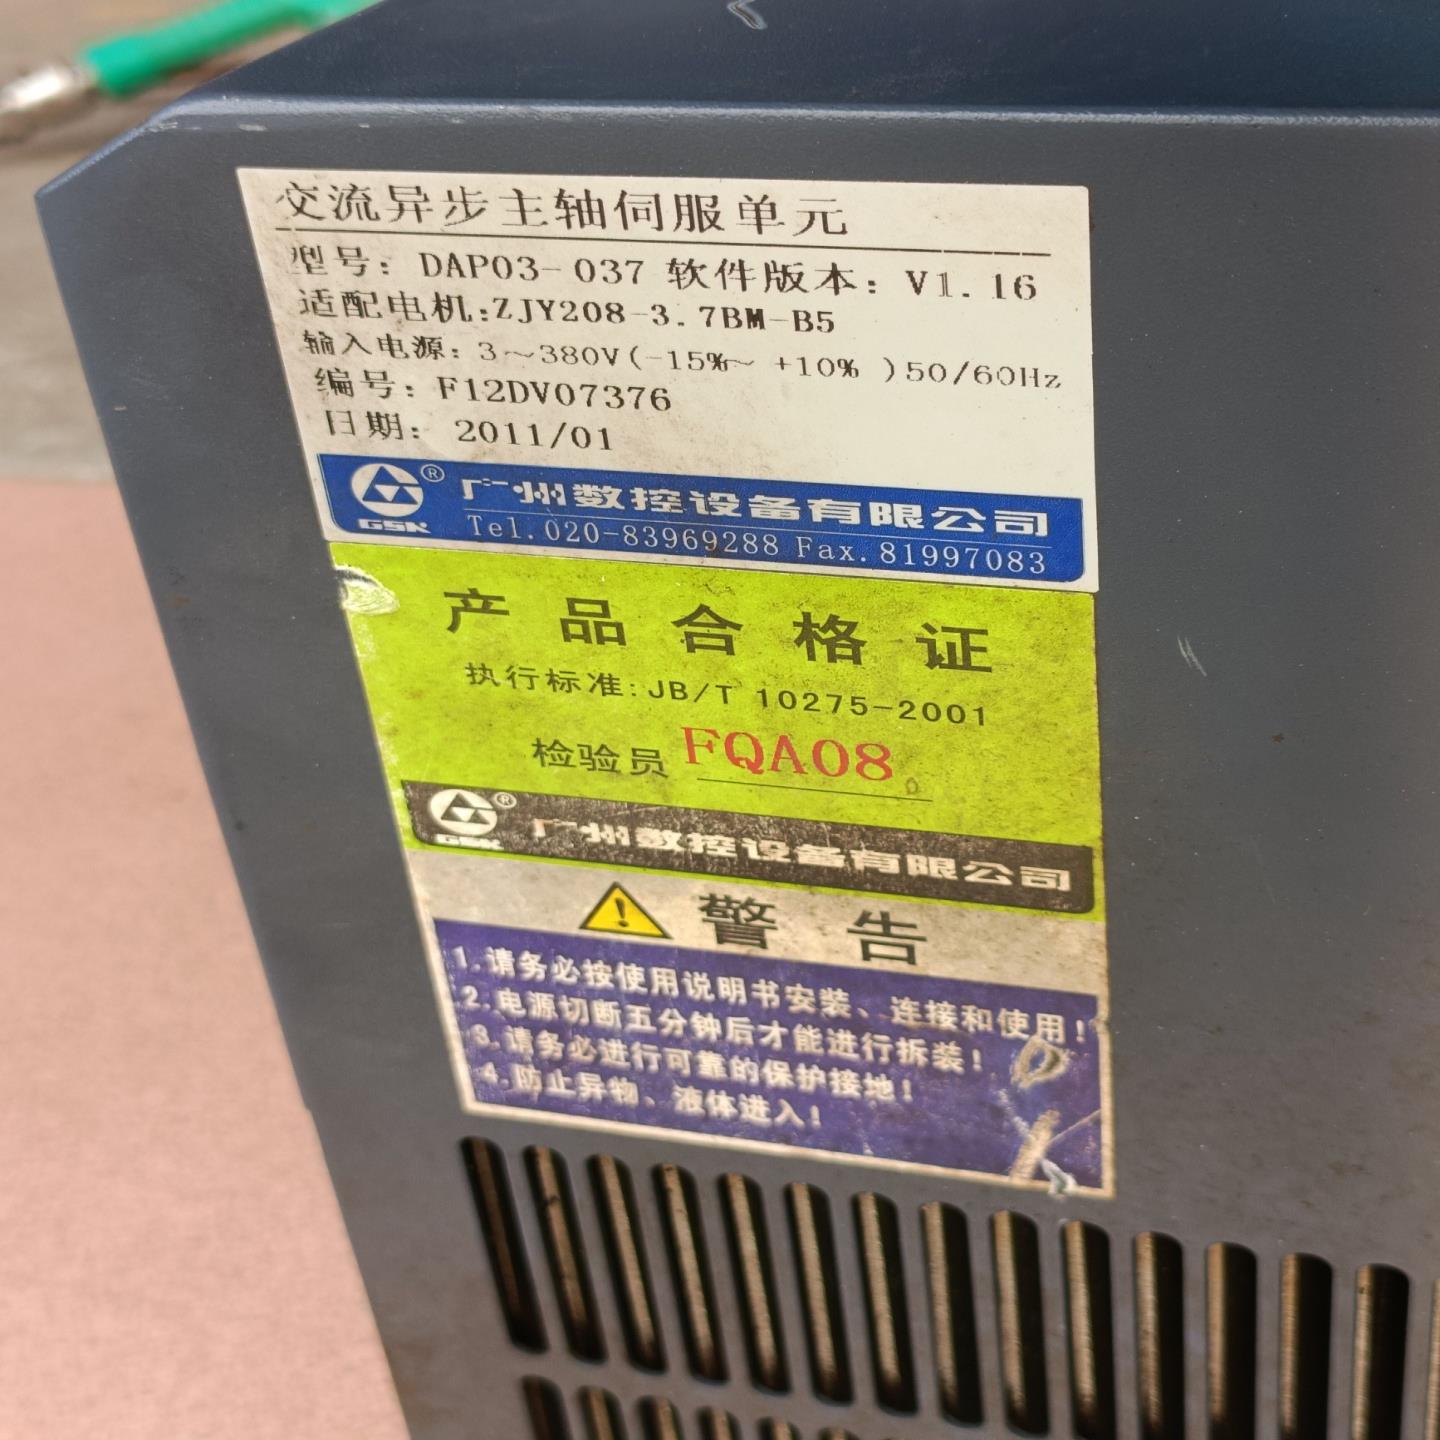 交流异步主轴伺服单元
型号: DAP03-037 软件版本: V1.16
适配电机:ZJY208-3.7BM-B5
输入电源: 3~380V(-15%~ +10% )50/60Hz
编号: F12DV07376
日期: 2011/01
GSK® 广州数控设备有限公司
Tel.020-83969288 Fax.81997083
产品合格证
执行标准:JB/T 10275-2001
检验员 FQA08
GSK® 广州数控设备有限公司
警告
1.请务必按使用说明书安装、连接和使用!
2.电源切断五分钟后才能进行拆装!
3.请务必进行可靠的保护接地!
4.防止异物、液体进入!